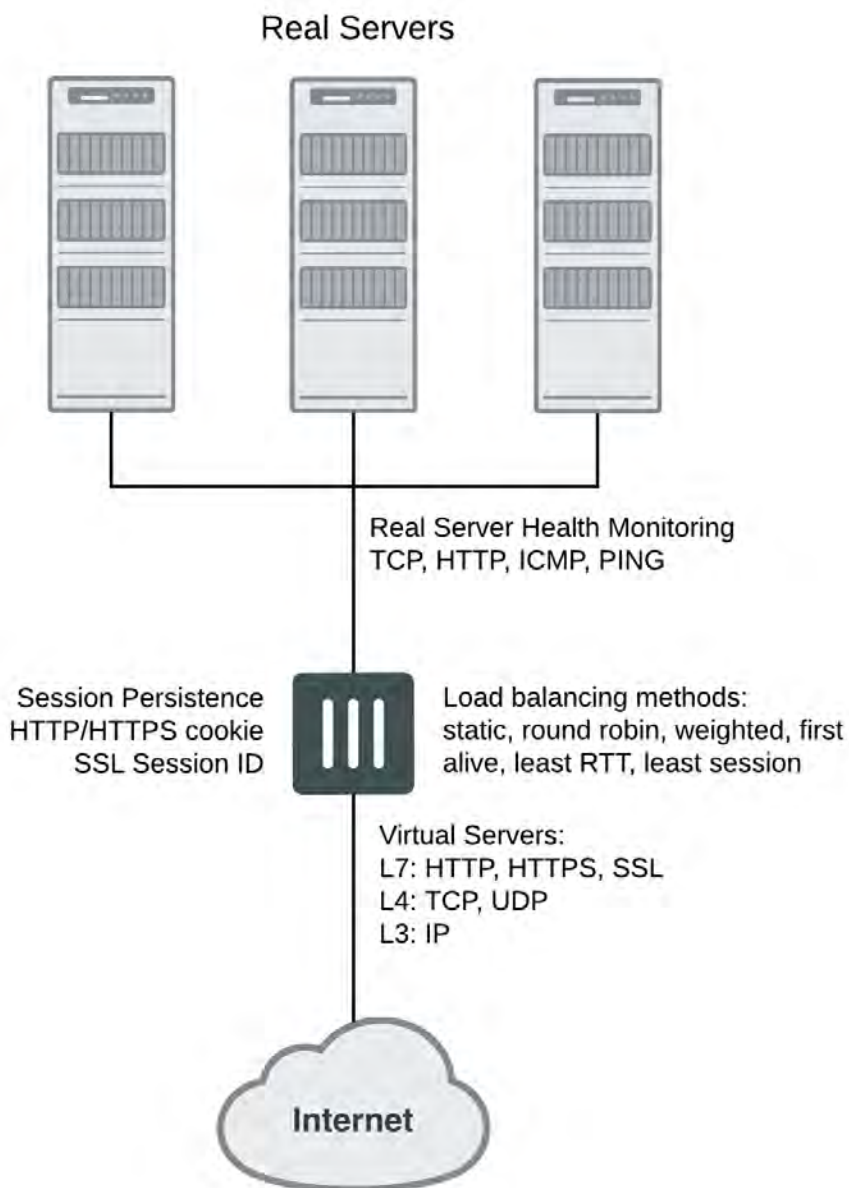 Real Servers
Real Server Health Monitoring
TCP, HTTP, ICMP, PING
Session Persistence
HTTP/HTTPS cookie
SSL Session ID
Load balancing methods:
static, round robin, weighted, first
alive, least RTT, least session
Virtual Servers:
L7: HTTP, HTTPS, SSL
L4: TCP, UDP
L3: IP
Internet